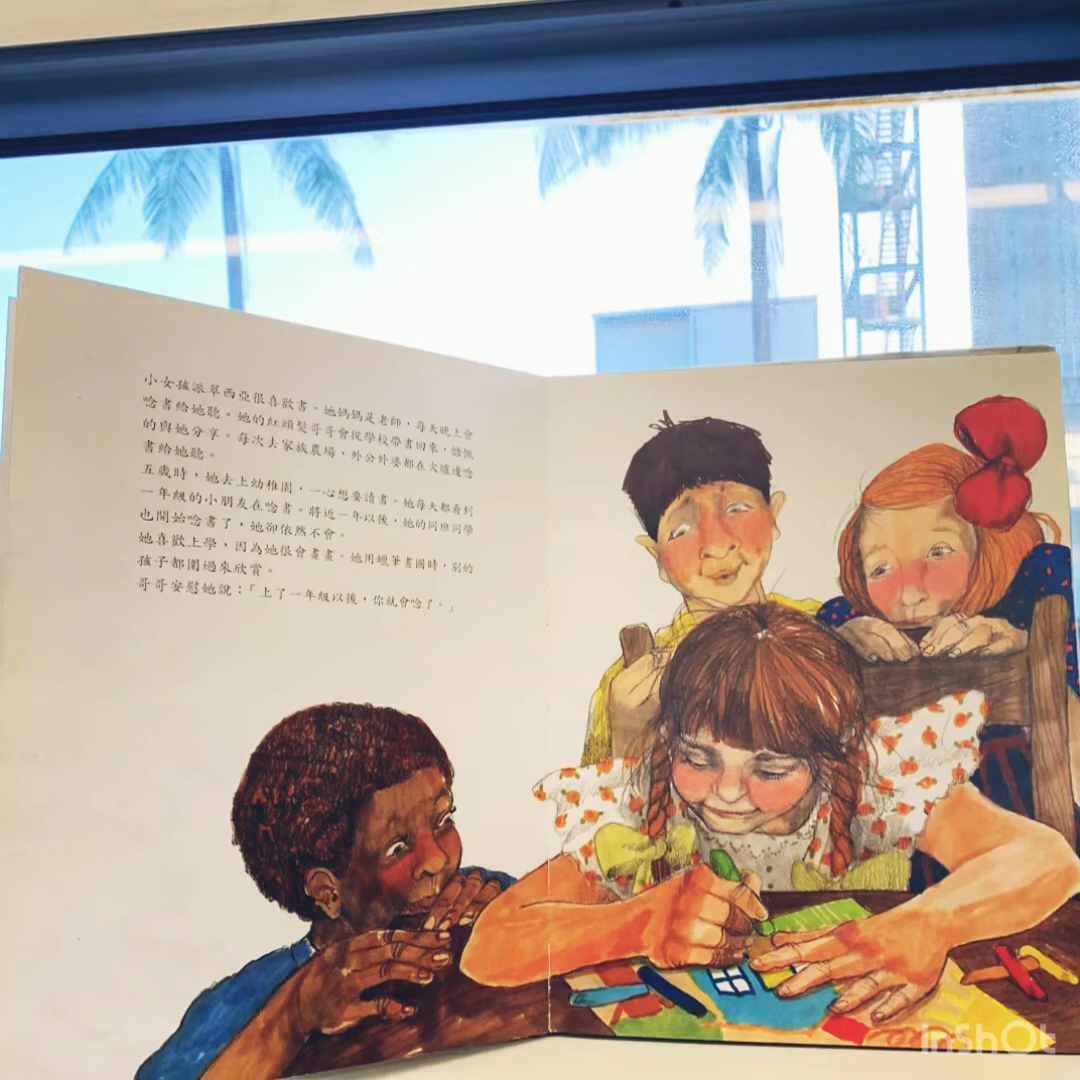 小女孩派翠西亞很喜歡書。她媽媽是老師，每天晚上會
唸書給她聽。她的紅頭髮哥哥會從學校帶書回來，慷慨
的與她分享。每次去家族農場，外公外婆都在火爐邊唸
書給她聽。
五歲時，她去上幼稚園，一心想要讀書。她每天都看到
一年級的小朋友在唸書。將近一年以後，她的同班同學
也開始唸書了，她卻依然不會。
她喜歡上學，因為她很會畫畫。她用蠟筆畫圖時，別的
孩子都圍過來欣賞。
哥哥安慰她說：「上了一年級以後，你就會唸了。」
InShOt